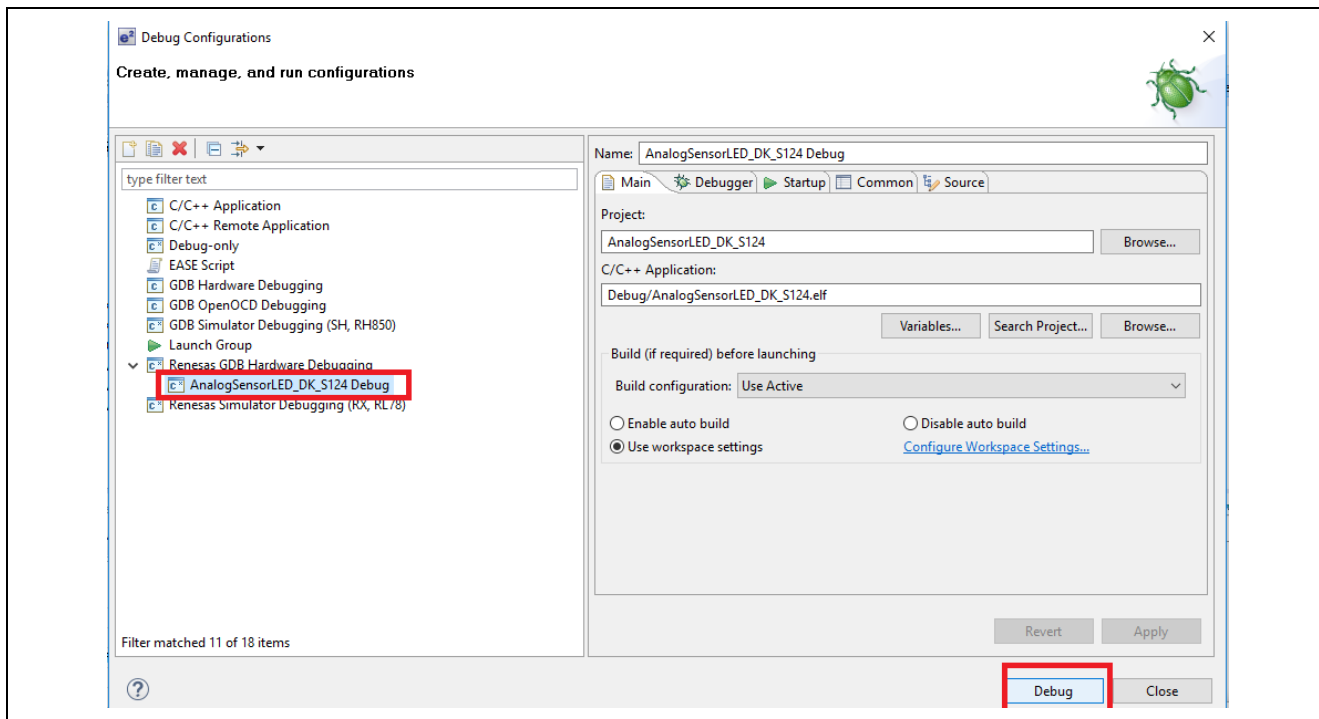 e² Debug Configurations
Create, manage, and run configurations
type filter text
C/C++ Application
C/C++ Remote Application
Debug-only
EASE Script
GDB Hardware Debugging
GDB OpenOCD Debugging
GDB Simulator Debugging (SH, RH850)
Launch Group
Renesas GDB Hardware Debugging
AnalogSensorLED_DK_S124 Debug
Renesas Simulator Debugging (RX, RL78)
Filter matched 11 of 18 items
Name: AnalogSensorLED_DK_S124 Debug
Main Debugger Startup Common Source
Project:
AnalogSensorLED_DK_S124 Browse...
C/C++ Application:
Debug/AnalogSensorLED_DK_S124.elf
Variables... Search Project... Browse...
Build (if required) before launching
Build configuration: Use Active
Enable auto build Disable auto build
Use workspace settings Configure Workspace Settings...
Revert Apply
Debug Close